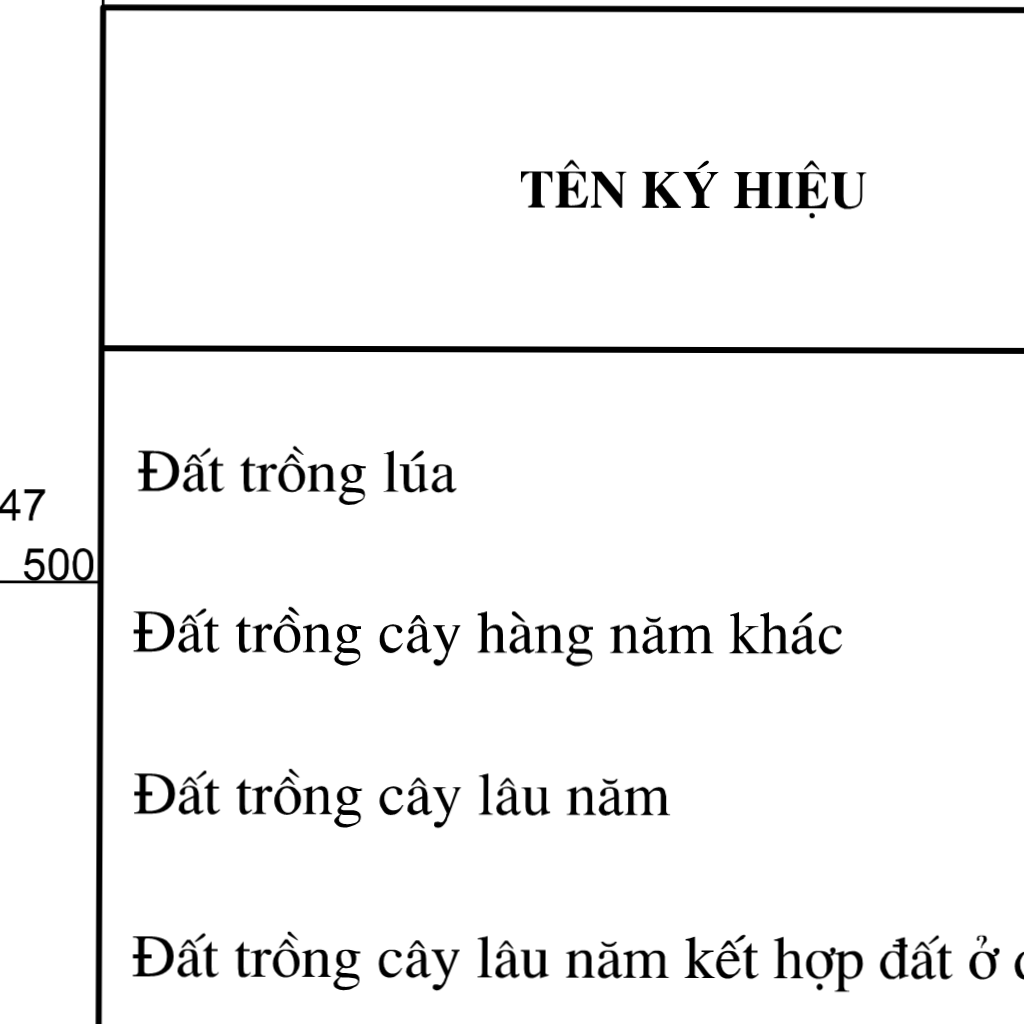 TÊN KÝ HIỆU
Đất trồng lúa
47
500
Đất trồng cây hàng năm khác
Đất trồng cây lâu năm
Đất trồng cây lâu năm kết hợp đất ở